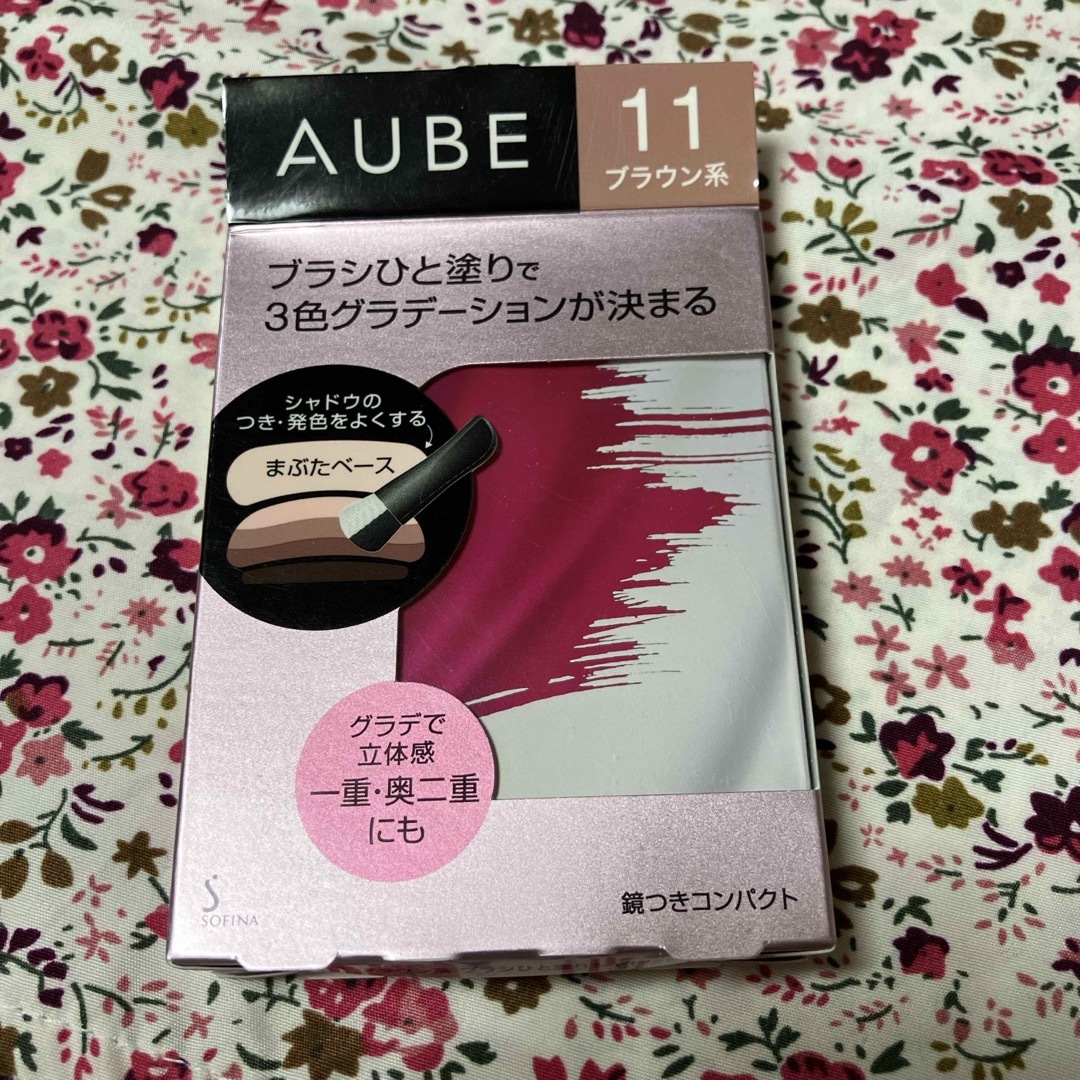 AUBE
11
ブラウン系
ブラシひと塗りで
3色グラデーションが決まる
シャドウの
つき・発色をよくする
まぶたベース
グラデで
立体感
一重・奥二重
にも
SOFINA
鏡つきコンパクト